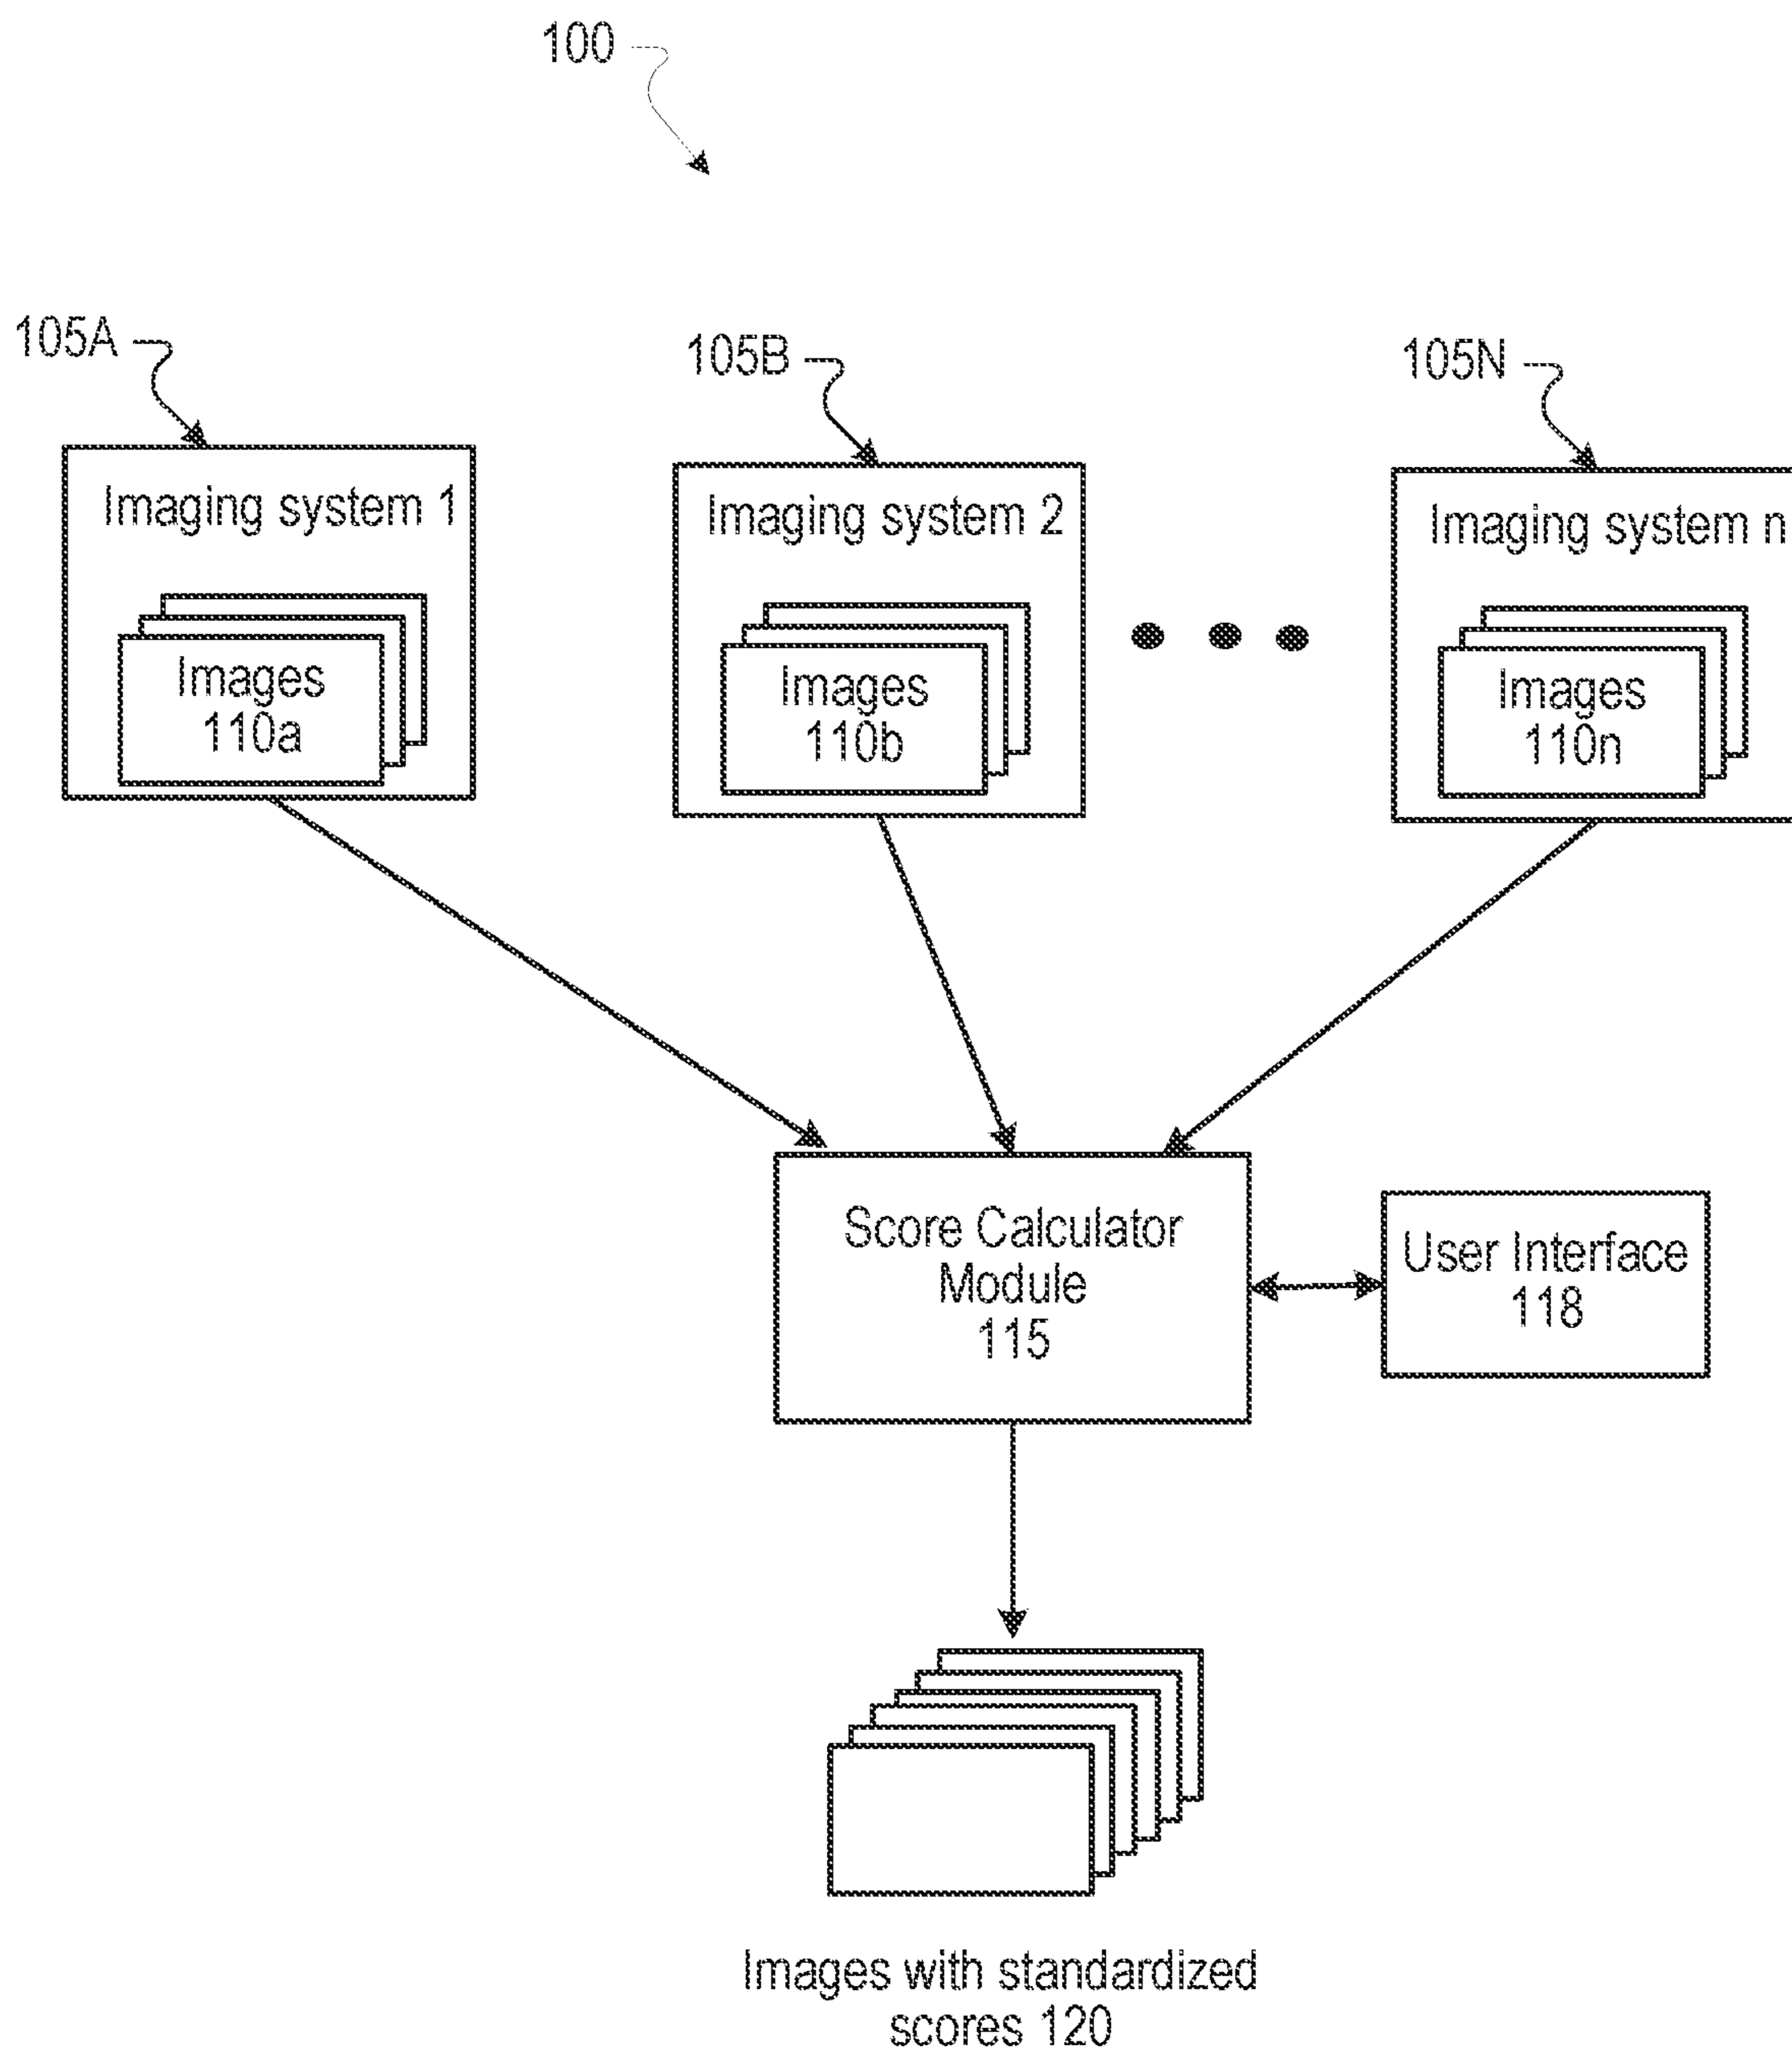 100
105A
105B
105N
Imaging system 1
Imaging system 2
Imaging system n
Images
110a
Images
110b
Images
110n
Score Calculator
Module
115
User Interface
118
Images with standardized
scores 120